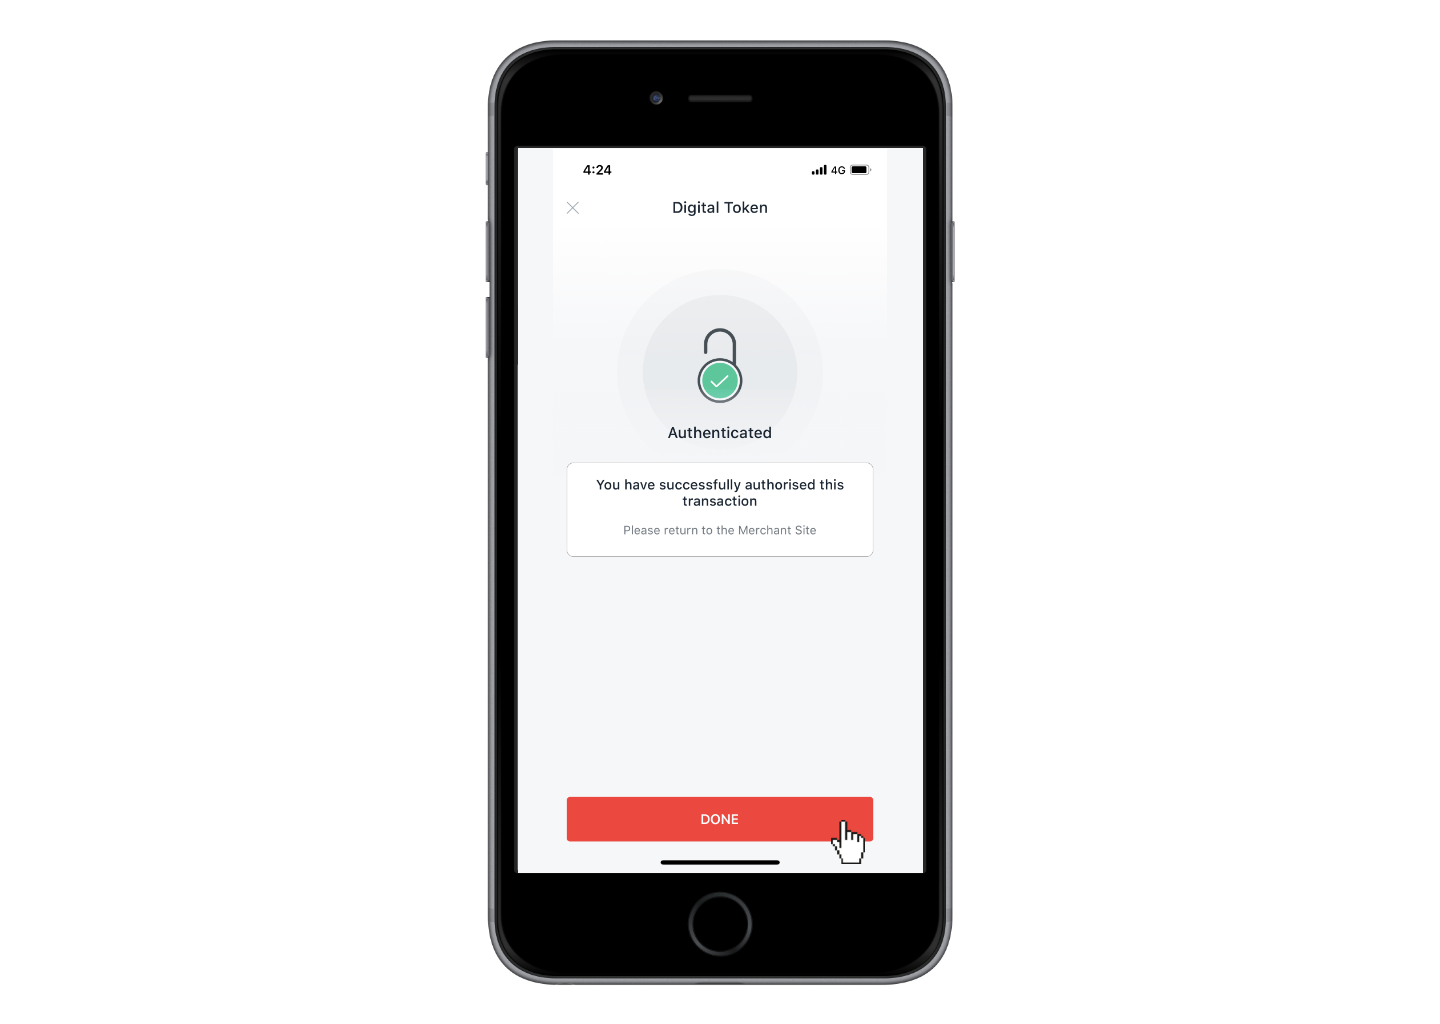 4:24
4G
Digital Token
Authenticated
You have successfully authorised this
transaction
Please return to the Merchant Site
DONE